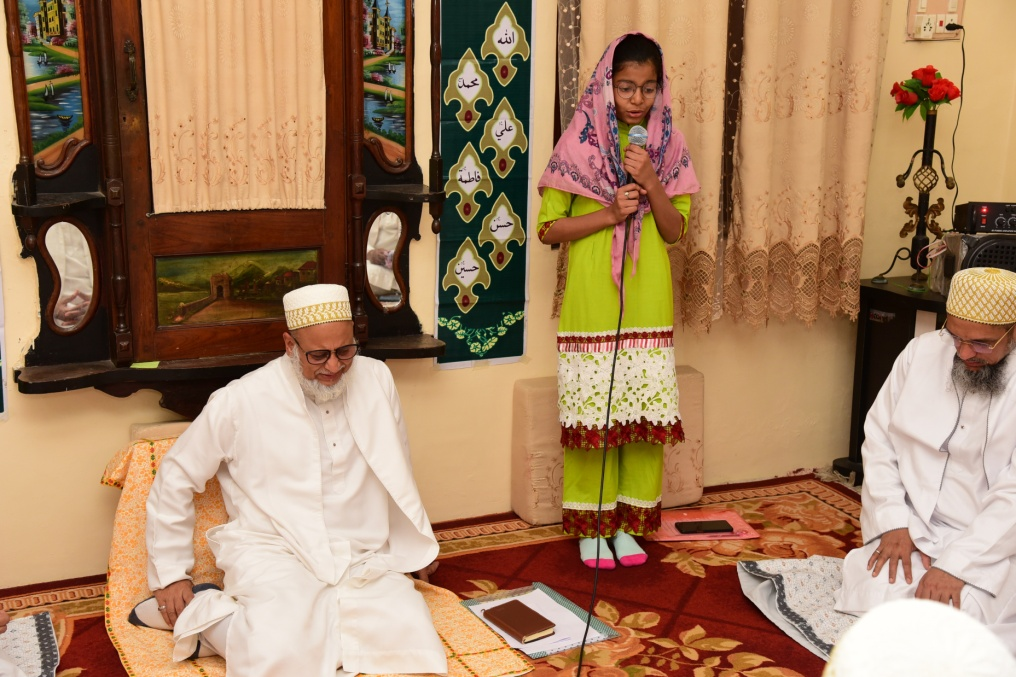 الله
محمد
علي
فاطمة
حسن
حسين